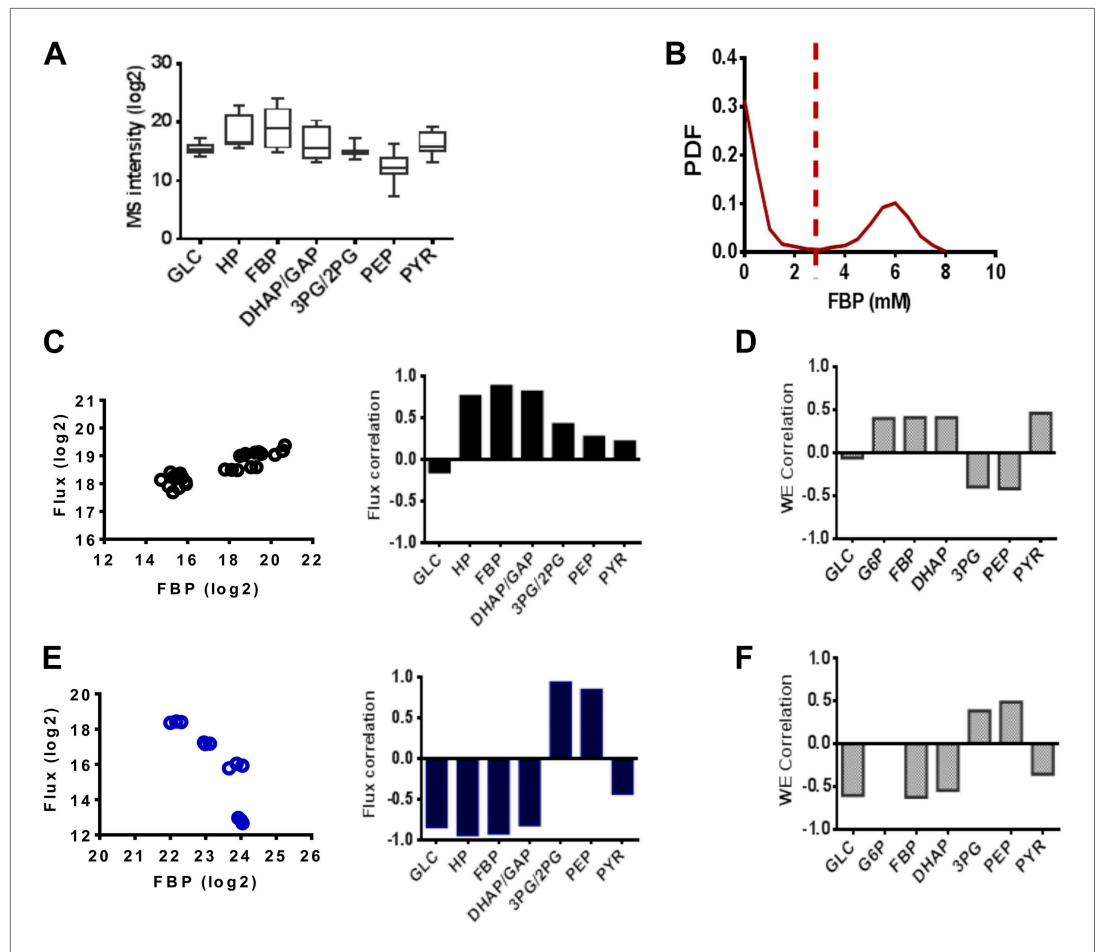 A
MS intensity (log2)
30
20
10
0
GLC
HP
FBP
DHAP/GAP
3PG/2PG
PEP
PYR
B
PDF
0.4
0.3
0.2
0.1
0.0
0 2 4 6 8 10
FBP (mM)
C
Flux (log2)
21
20
19
18
17
16
12 14 16 18 20 22
FBP (log2)
Flux correlation
1.0
0.5
0.0
-0.5
-1.0
GLC
HP
FBP
DHAP/GAP
3PG/2PG
PEP
PYR
D
WE Correlation
1.0
0.5
0.0
-0.5
-1.0
GLC
G6P
FBP
DHAP
3PG
PEP
PYR
E
Flux (log2)
20
18
16
14
12
20 21 22 23 24 25 26
FBP (log2)
Flux correlation
1.0
0.5
0.0
-0.5
-1.0
GLC
HP
FBP
DHAP/GAP
3PG/2PG
PEP
PYR
F
WE Correlation
1.0
0.5
0.0
-0.5
-1.0
GLC
G6P
FBP
DHAP
3PG
PEP
PYR